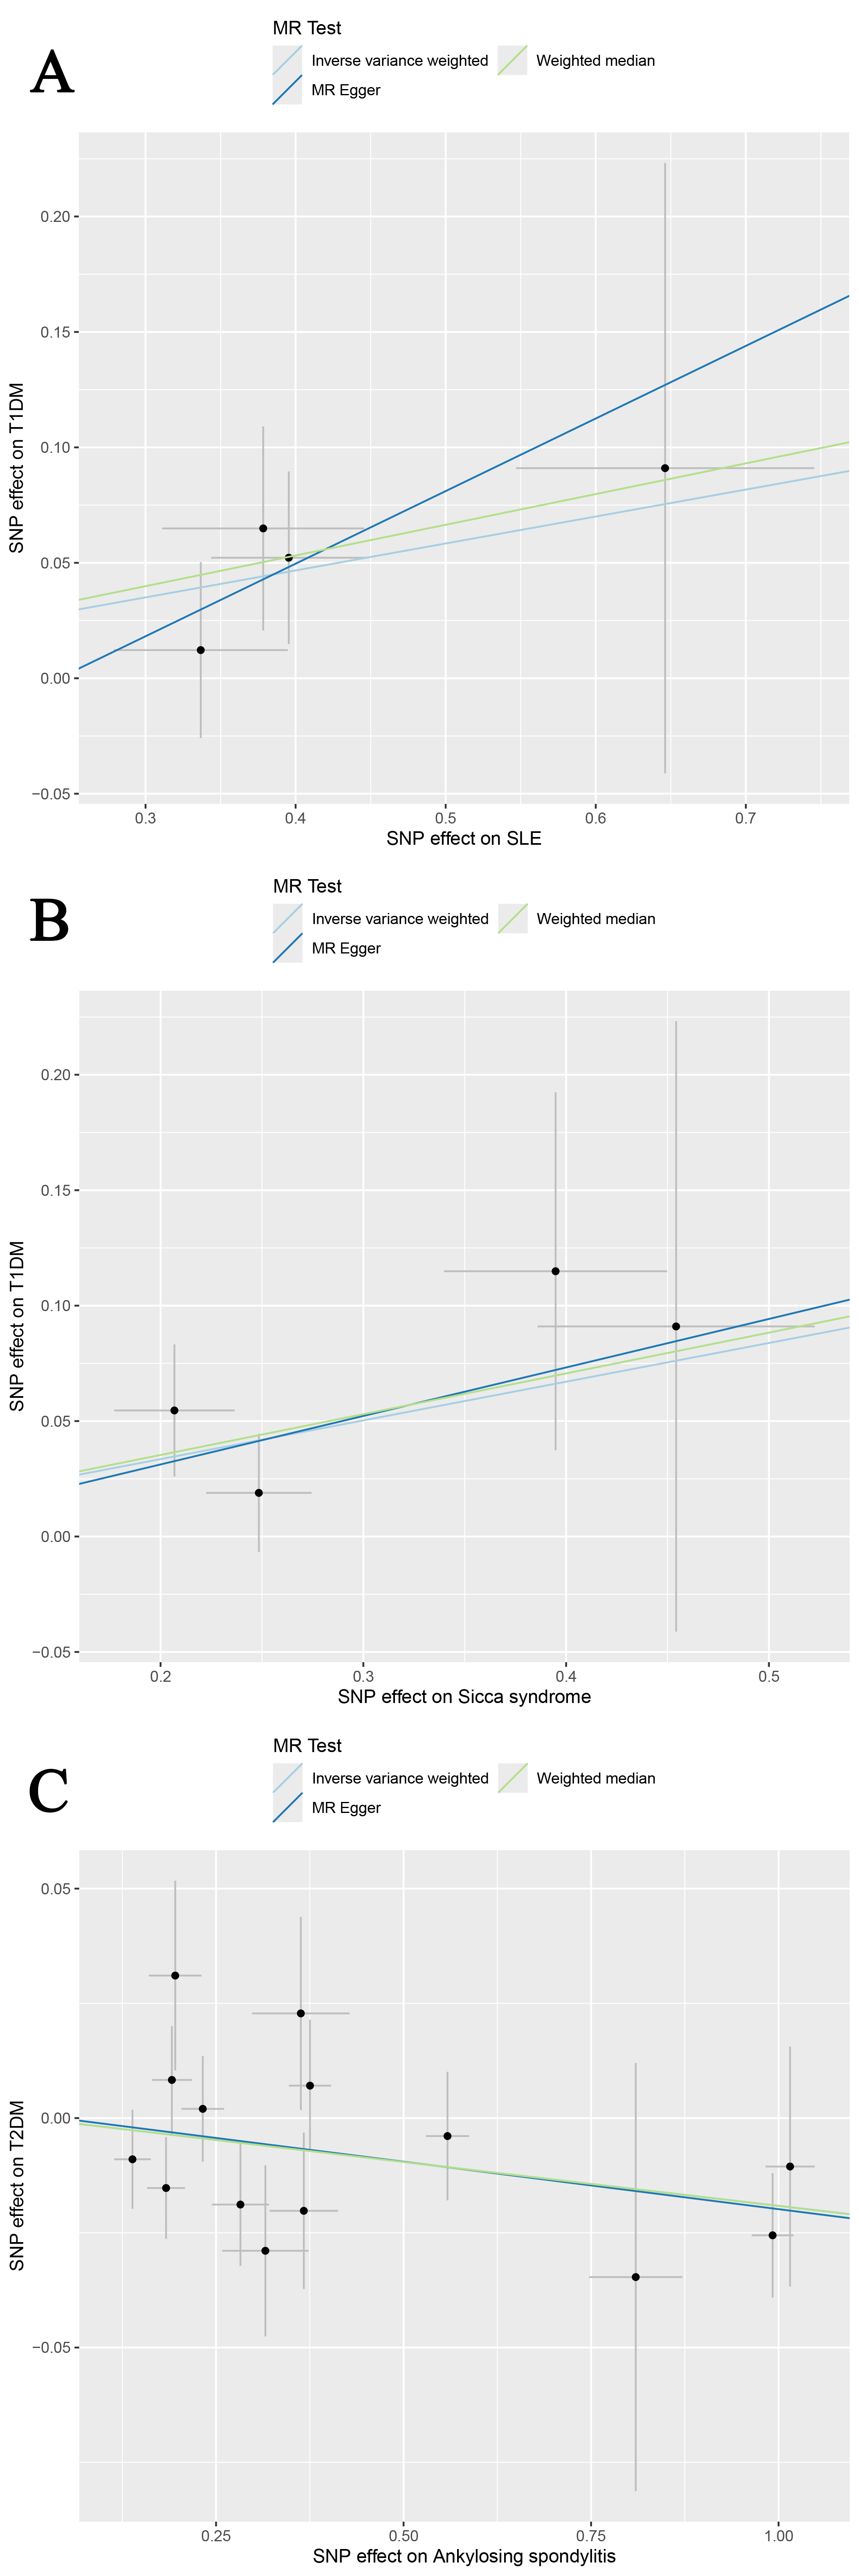 A
MR Test
Inverse variance weighted
Weighted median
MR Egger
SNP effect on T1DM
0.20
0.15
0.10
0.05
0.00
−0.05
0.3
0.4
0.5
0.6
0.7
SNP effect on SLE
B
MR Test
Inverse variance weighted
Weighted median
MR Egger
SNP effect on T1DM
0.20
0.15
0.10
0.05
0.00
−0.05
0.2
0.3
0.4
0.5
SNP effect on Sicca syndrome
C
MR Test
Inverse variance weighted
Weighted median
MR Egger
SNP effect on T2DM
0.05
0.00
−0.05
0.25
0.50
0.75
1.00
SNP effect on Ankylosing spondylitis